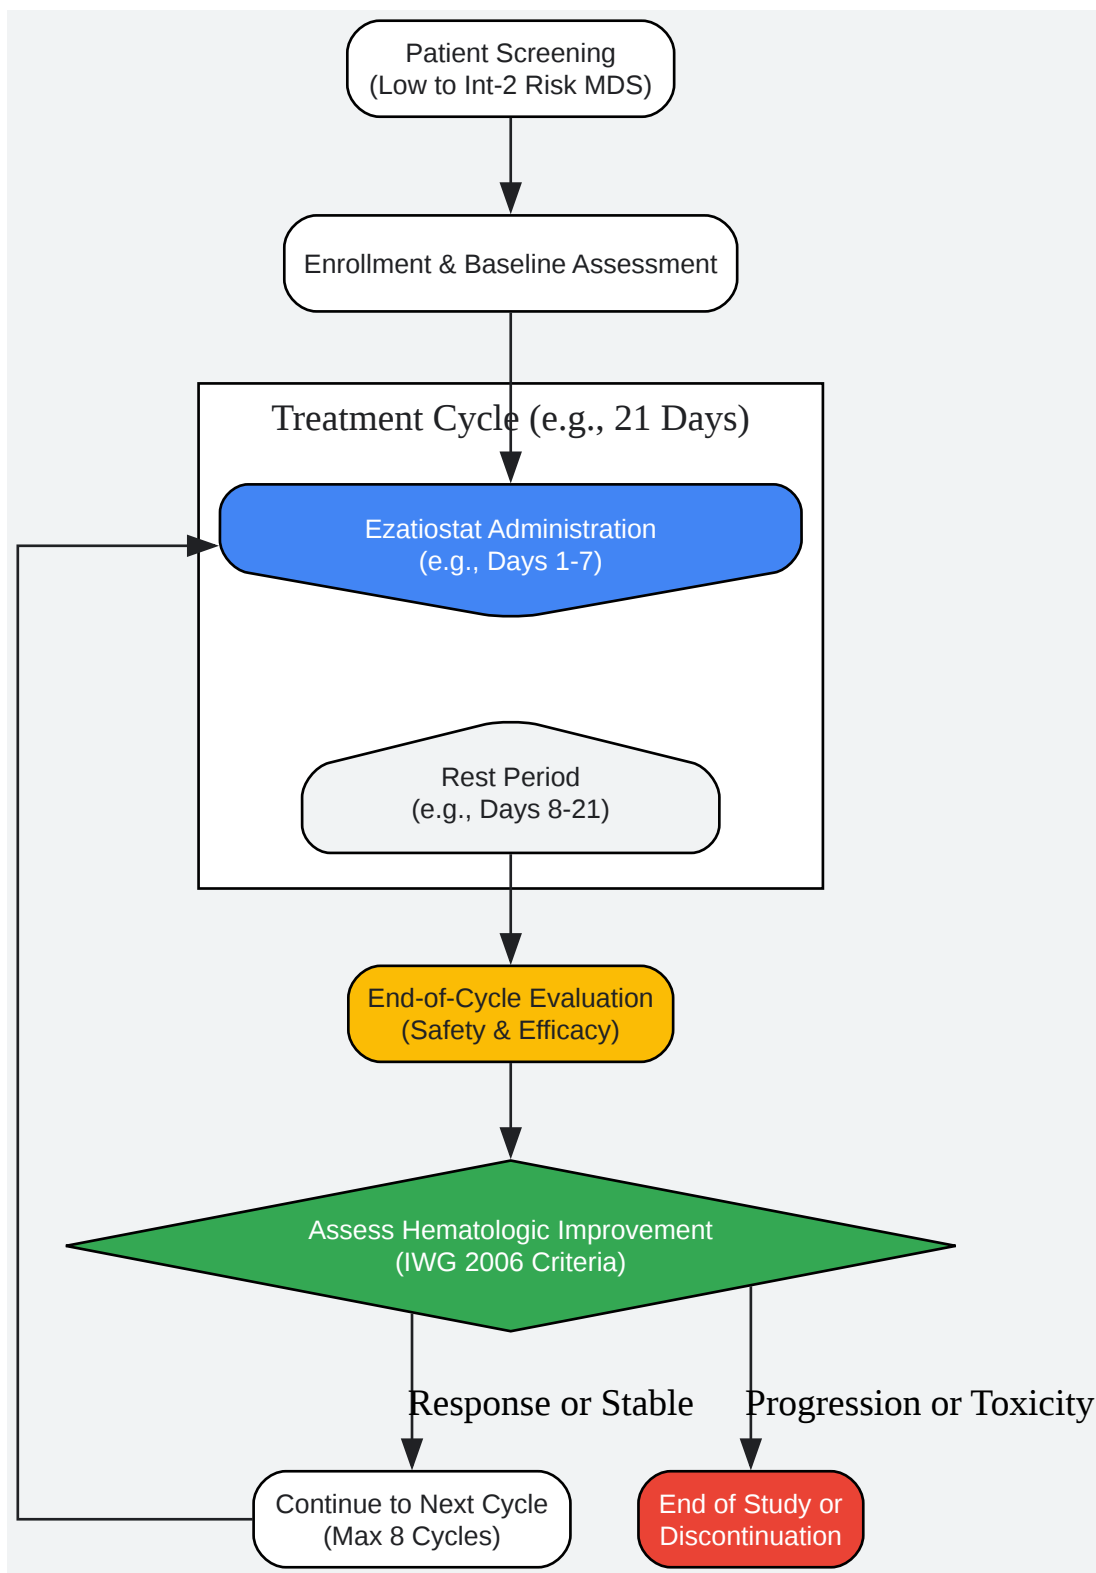 Patient Screening
(Low to Int-2 Risk MDS)
Enrollment & Baseline Assessment
Treatment Cycle (e.g., 21 Days)
Ezatiostat Administration
(e.g., Days 1-7)
Rest Period
(e.g., Days 8-21)
End-of-Cycle Evaluation
(Safety & Efficacy)
Assess Hematologic Improvement
(IWG 2006 Criteria)
Response or Stable
Progression or Toxicity
Continue to Next Cycle
(Max 8 Cycles)
End of Study or
Discontinuation